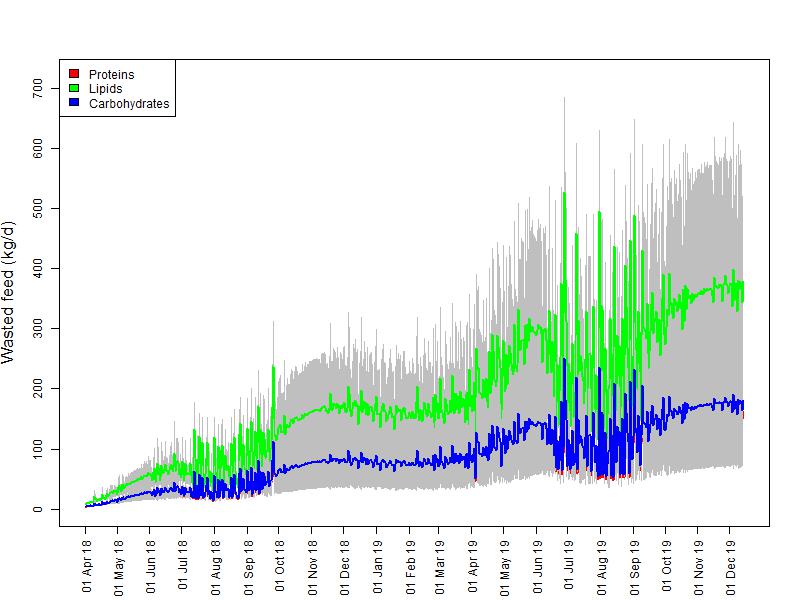 Proteins
Lipids
Carbohydrates
Wasted feed (kg/d)
700
600
500
400
300
200
100
0
01 Apr 18
01 May 18
01 Jun 18
01 Jul 18
01 Aug 18
01 Sep 18
01 Oct 18
01 Nov 18
01 Dec 18
01 Jan 19
01 Feb 19
01 Mar 19
01 Apr 19
01 May 19
01 Jun 19
01 Jul 19
01 Aug 19
01 Sep 19
01 Oct 19
01 Nov 19
01 Dec 19